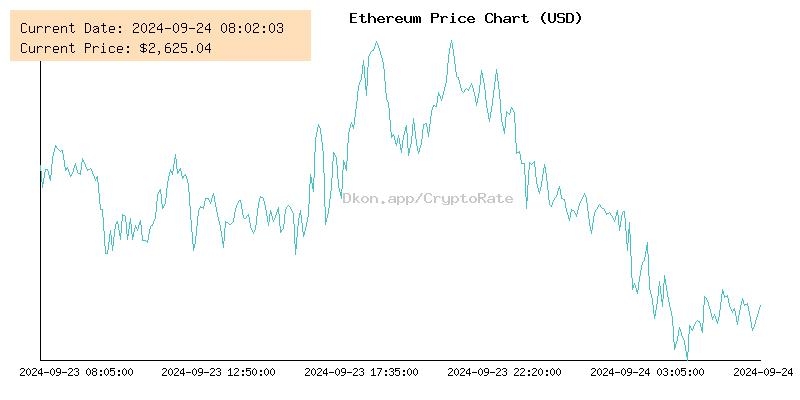 Ethereum Price Chart (USD)
Current Date: 2024-09-24 08:02:03
Current Price: $2,625.04
Dkon.app/CryptoRate
2024-09-23 08:05:00 2024-09-23 12:50:00 2024-09-23 17:35:00 2024-09-23 22:20:00 2024-09-24 03:05:00 2024-09-24